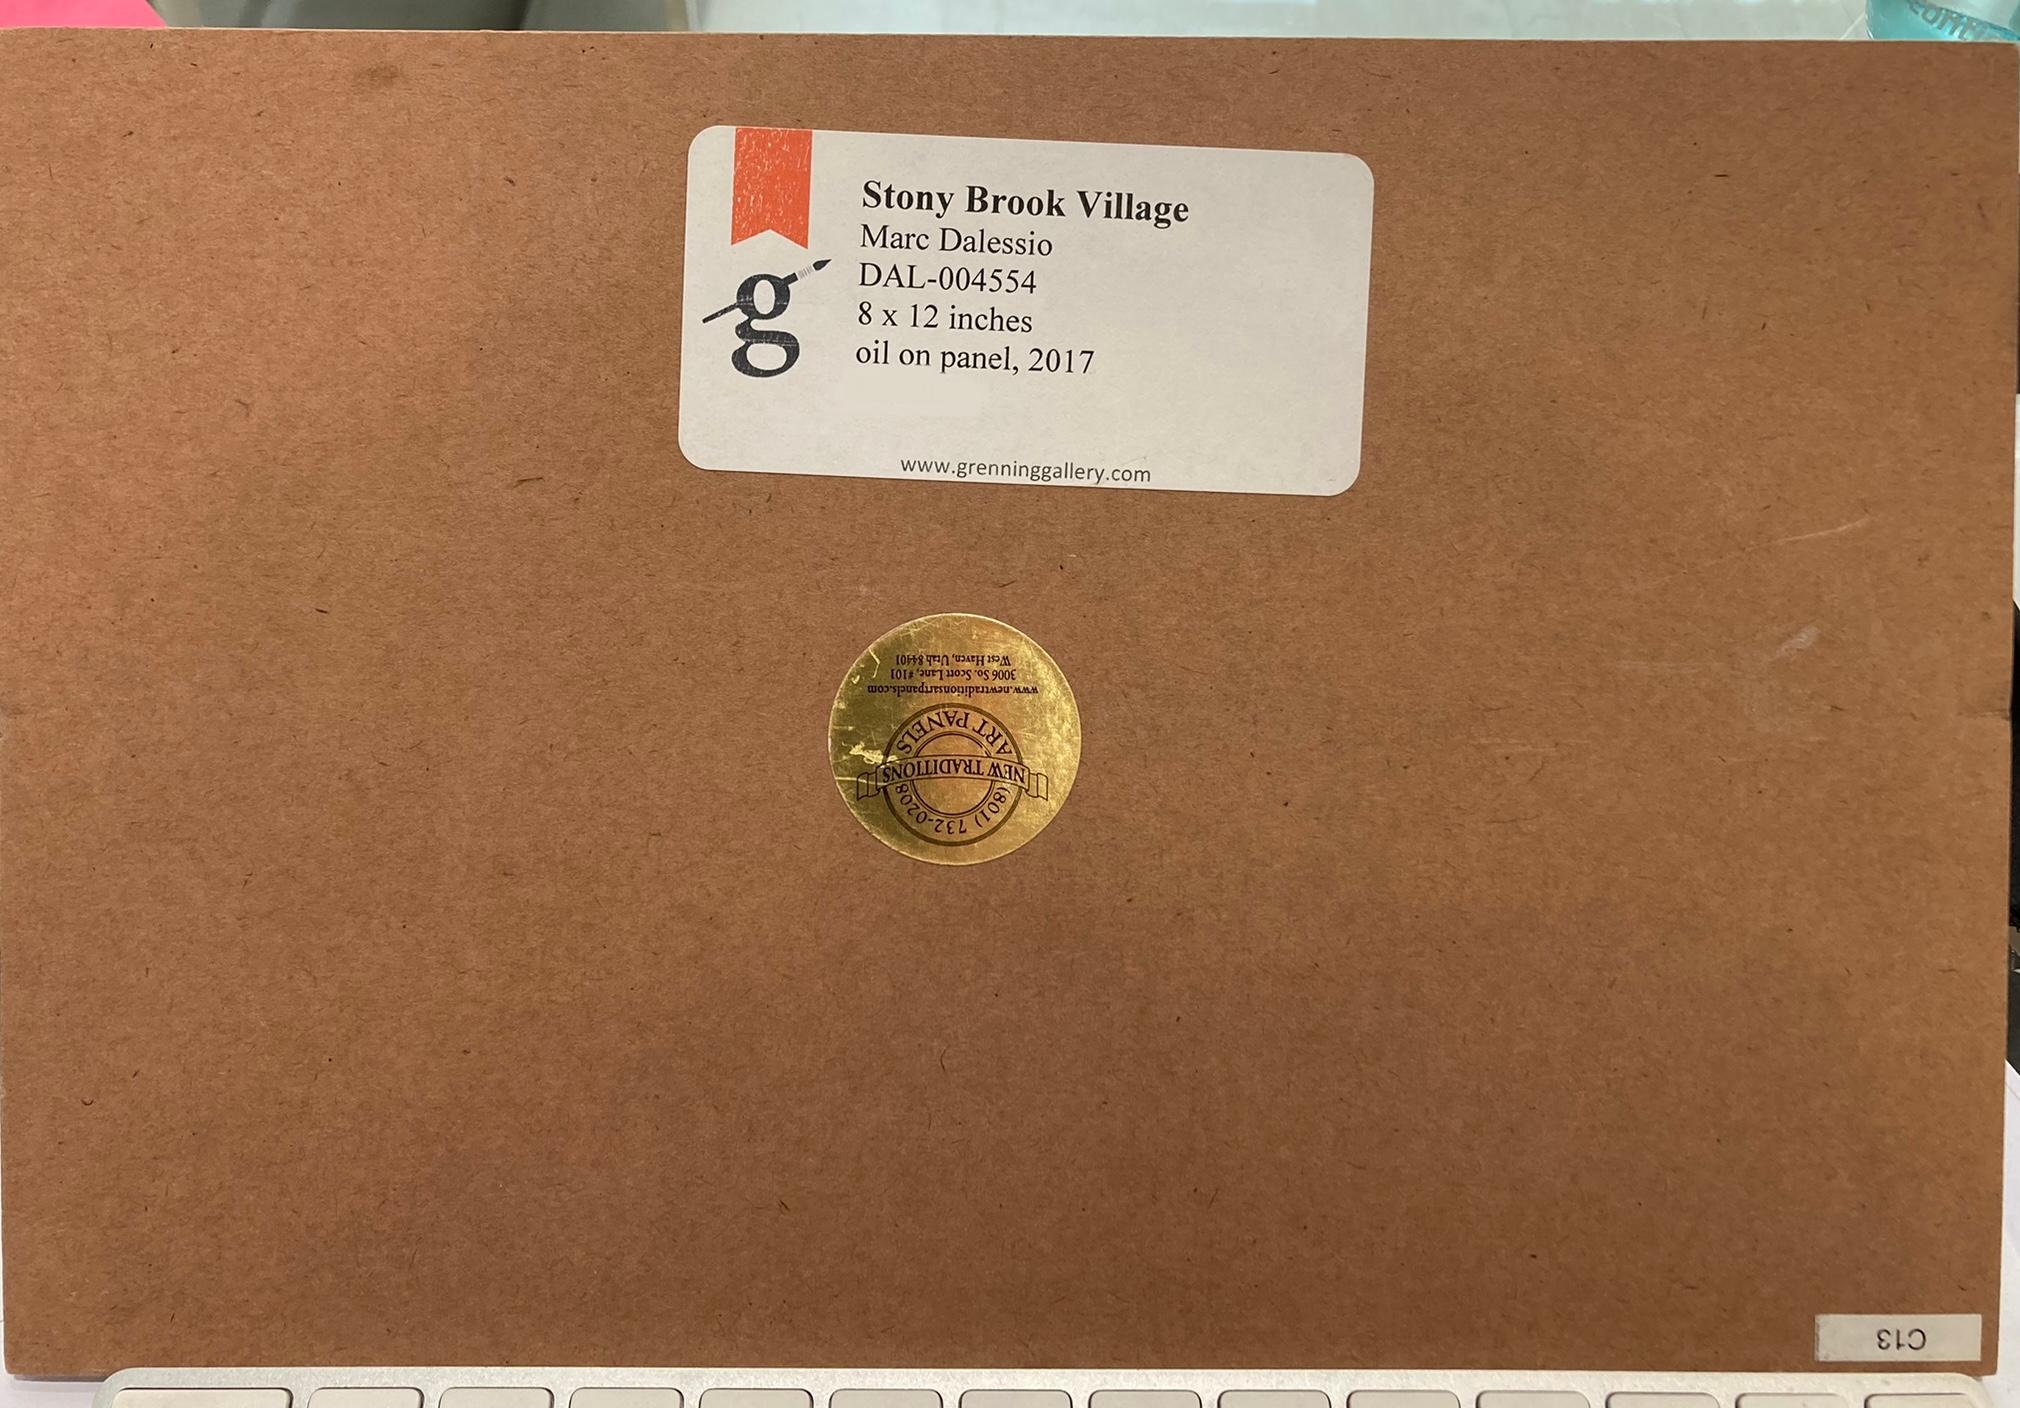 Stony Brook Village
Marc Dalessio
DAL-004554
8 x 12 inches
oil on panel, 2017
g
www.grenninggallery.com
(801) 732-0208
NEW TRADITIONS
ART PANELS
www.newtraditionsartpanels.com
3006 So. Scott Lane, #101
West Haven, Utah 84401
C13